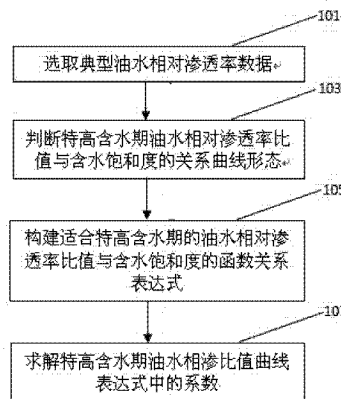 101
选取典型油水相对渗透率数据
103
判断特高含水期油水相对渗透率比
值与含水饱和度的关系曲线形态
105
构建适合特高含水期的油水相对渗
透率比值与含水饱和度的函数关系
表达式
求解特高含水期油水相渗比值曲线
表达式中的系数